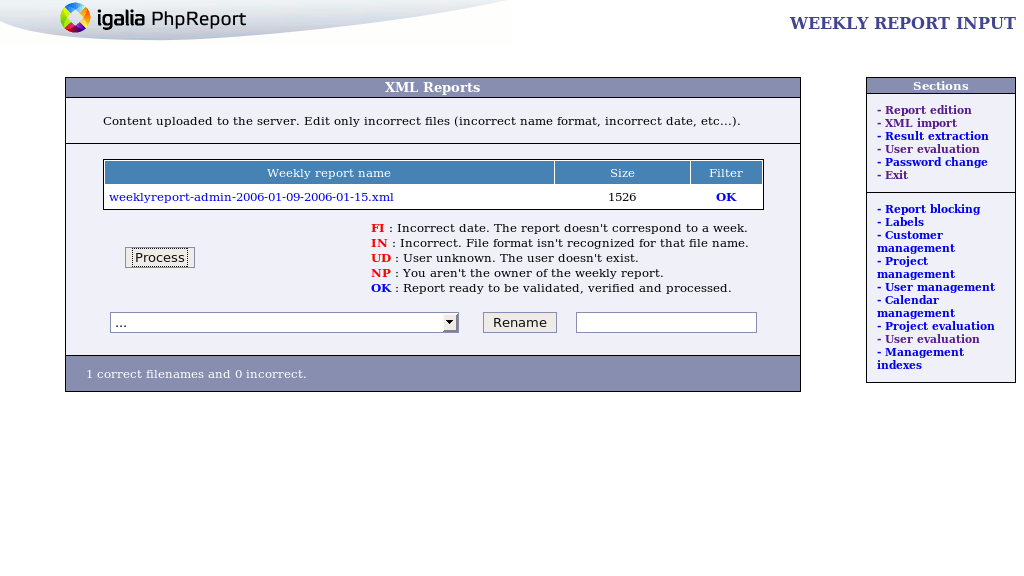 igalia PhpReport
WEEKLY REPORT INPUT
XML Reports
Content uploaded to the server. Edit only incorrect files (incorrect name format, incorrect date, etc...).
Weekly report name Size Filter
weeklyreport-admin-2006-01-09-2006-01-15.xml 1526 OK
FI : Incorrect date. The report doesn't correspond to a week.
IN : Incorrect. File format isn't recognized for that file name.
UD : User unknown. The user doesn't exist.
NP : You aren't the owner of the weekly report.
OK : Report ready to be validated, verified and processed.
Process
... Rename
1 correct filenames and 0 incorrect.
Sections
- Report edition
- XML import
- Result extraction
- User evaluation
- Password change
- Exit
- Report blocking
- Labels
- Customer
management
- Project
management
- User management
- Calendar
management
- Project evaluation
- User evaluation
- Management
indexes